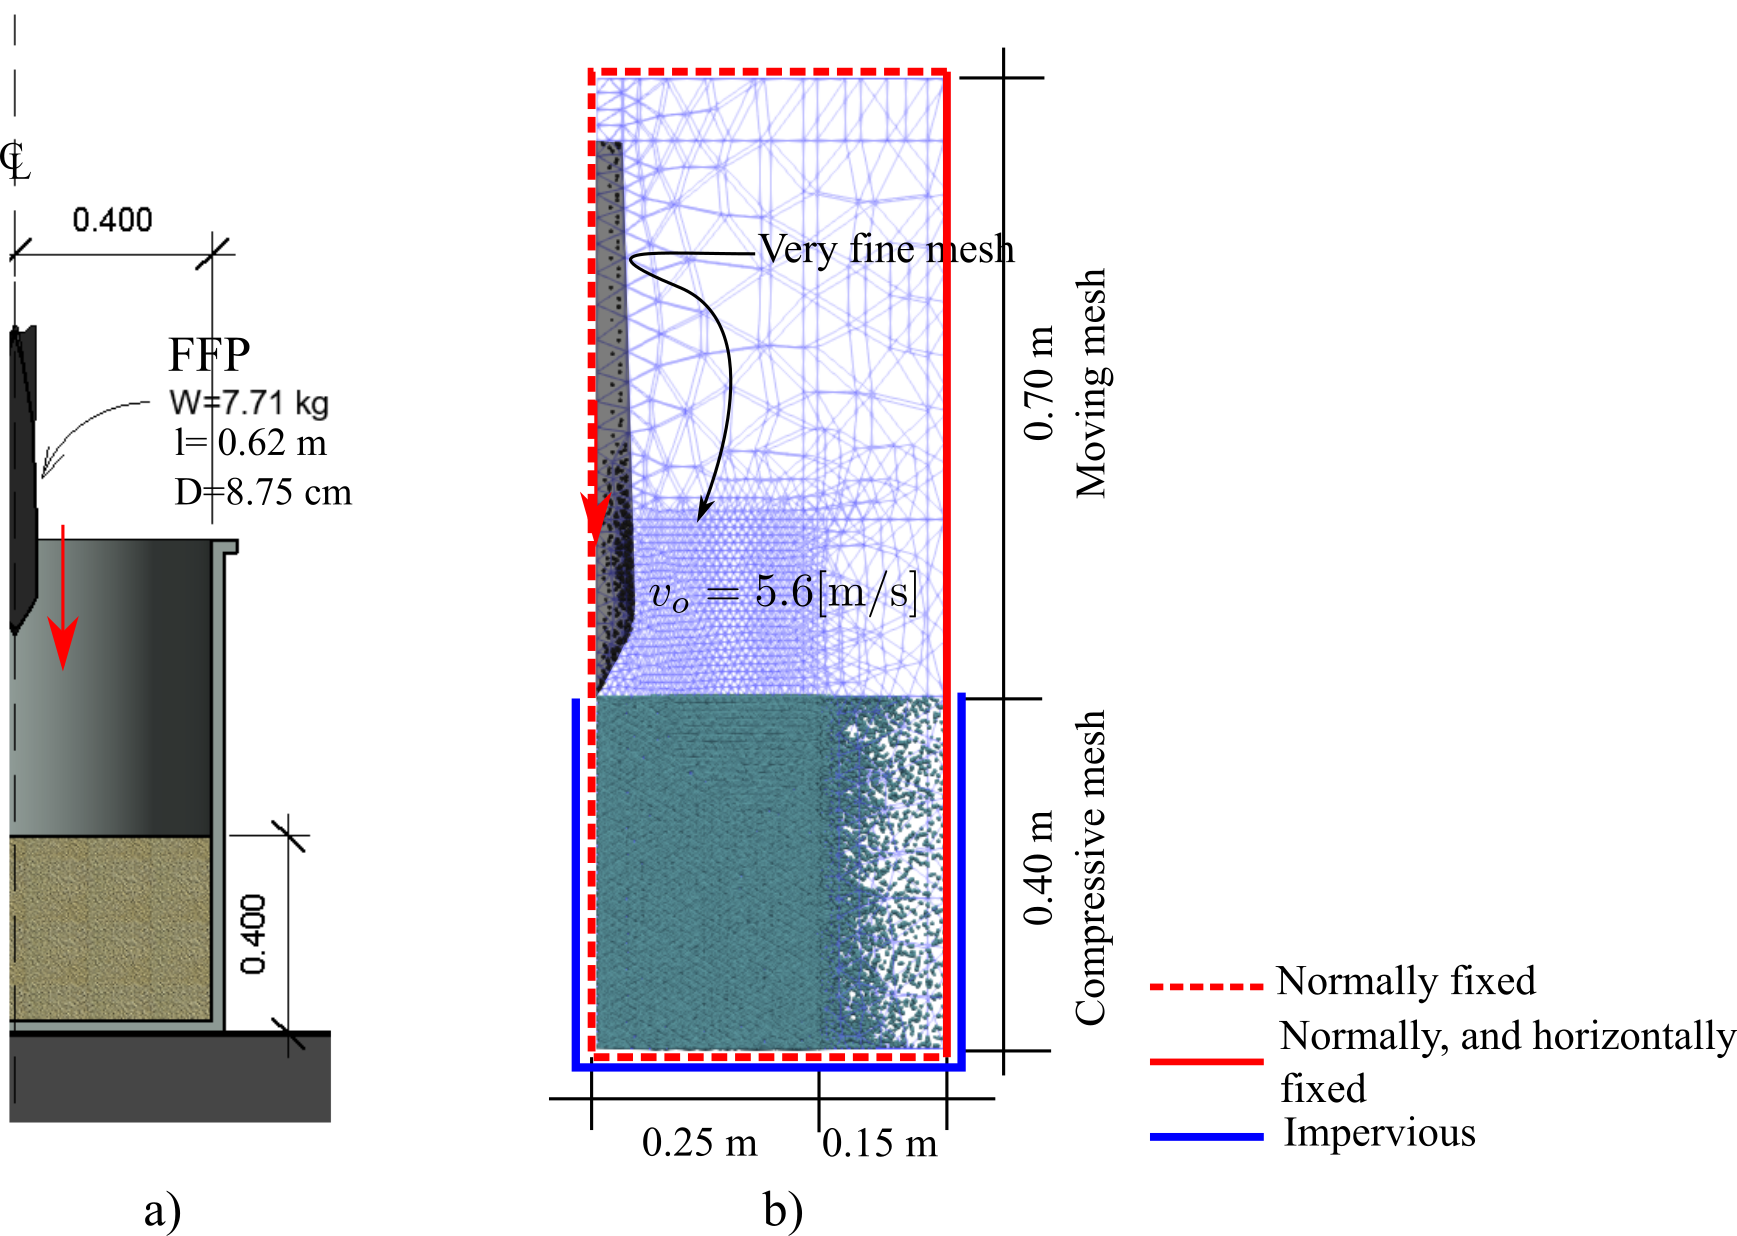 ℄
0.400
FFP
W=7.71 kg
l= 0.62 m
D=8.75 cm
0.400
a)
Very fine mesh
v_o = 5.6[m/s]
0.70 m
Moving mesh
0.40 m
Compressive mesh
0.25 m
0.15 m
b)
Normally fixed
Normally, and horizontally
fixed
Impervious